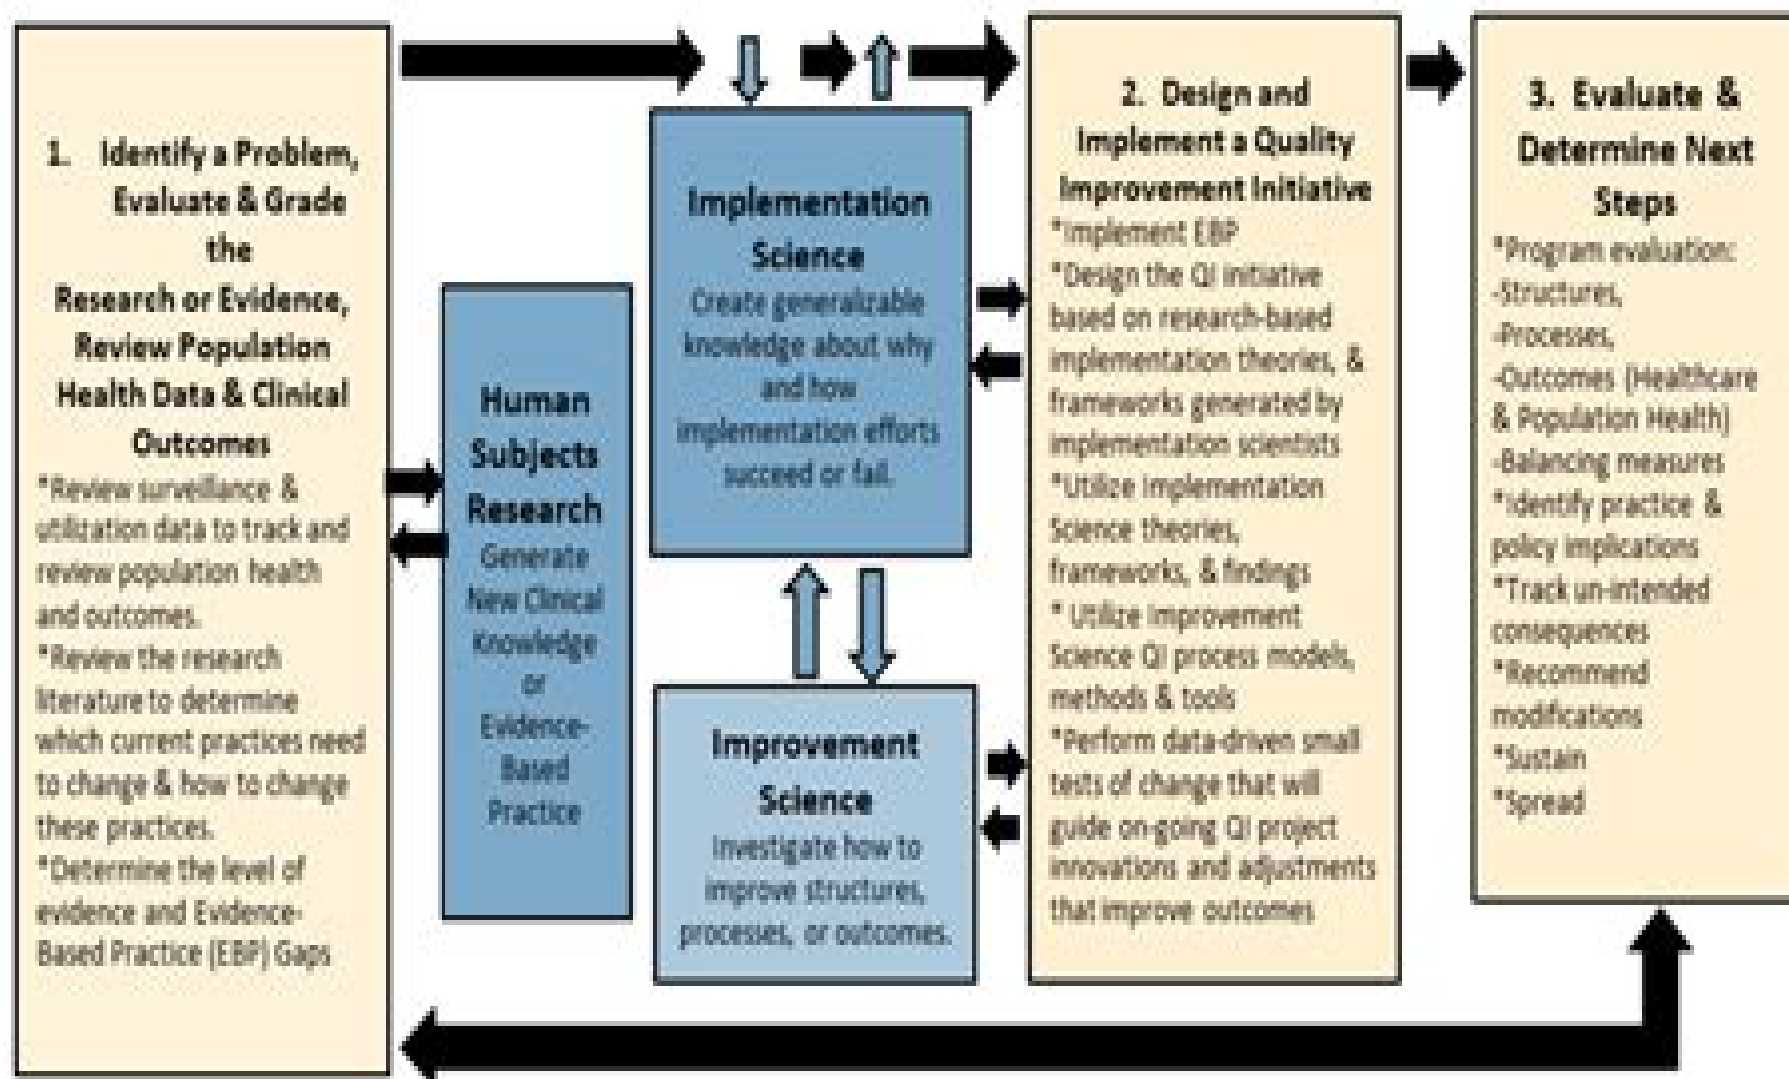 1. Identify a Problem,
Evaluate & Grade
the
Research or Evidence,
Review Population
Health Data & Clinical
Outcomes
*Review surveillance &
utilization data to track and
review population health
and outcomes.
*Review the research
literature to determine
which current practices need
to change & how to change
these practices.
*Determine the level of
evidence and Evidence-
Based Practice (EBP) Gaps
Human
Subjects
Research
Generate
New Clinical
Knowledge
or
Evidence-
Based
Practice
Implementation
Science
Create generalizable
knowledge about why
and how
implementation efforts
succeed or fail.
Improvement
Science
Investigate how to
improve structures,
processes, or outcomes.
2. Design and
Implement a Quality
Improvement Initiative
*Implement EBP
*Design the QI initiative
based on research-based
implementation theories, &
frameworks generated by
implementation scientists
*Utilize Implementation
Science theories,
frameworks, & findings
* Utilize Improvement
Science QI process models,
methods & tools
*Perform data-driven small
tests of change that will
guide on-going QI project
innovations and adjustments
that improve outcomes
3. Evaluate &
Determine Next
Steps
*Program evaluation:
-Structures,
-Processes,
-Outcomes (Healthcare
& Population Health)
-Balancing measures
*Identify practice &
policy implications
*Track un-intended
consequences
*Recommend
modifications
*Sustain
*Spread